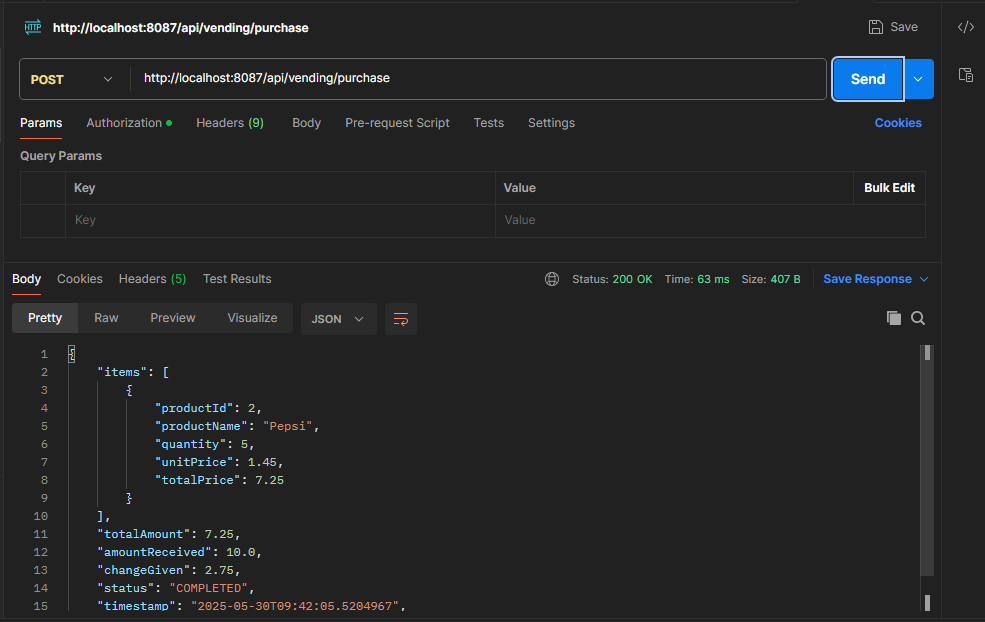 HTTP http://localhost:8087/api/vending/purchase Save
POST http://localhost:8087/api/vending/purchase Send
Params Authorization Headers (9) Body Pre-request Script Tests Settings Cookies
Query Params
Key Value Bulk Edit
Key Value
Body Cookies Headers (5) Test Results Status: 200 OK Time: 63 ms Size: 407 B Save Response
Pretty Raw Preview Visualize JSON
1 {
2 "items": [
3 {
4 "productId": 2,
5 "productName": "Pepsi",
6 "quantity": 5,
7 "unitPrice": 1.45,
8 "totalPrice": 7.25
9 }
10 ],
11 "totalAmount": 7.25,
12 "amountReceived": 10.0,
13 "changeGiven": 2.75,
14 "status": "COMPLETED",
15 "timestamp": "2025-05-30T09:42:05.5204967",